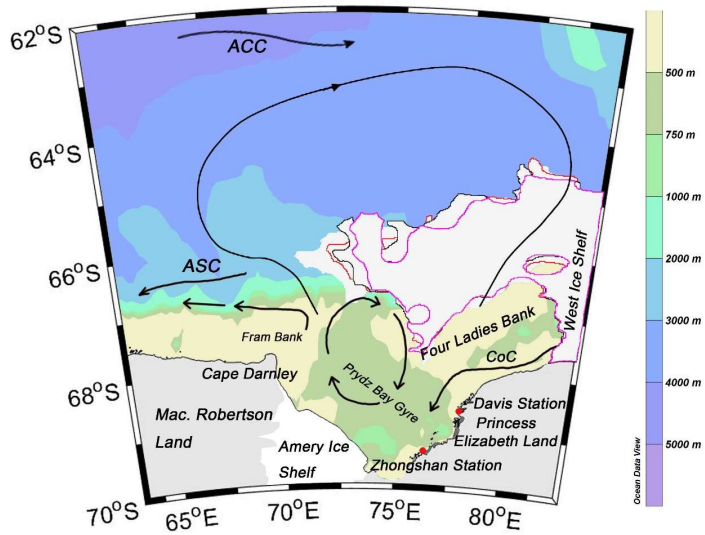 62°S
64°S
66°S
68°S
70°S
65°E
70°E
75°E
80°E
ACC
ASC
Fram Bank
Cape Darnley
Mac. Robertson
Land
Amery Ice
Shelf
Prydz Bay Gyre
Four Ladies Bank
CoC
West Ice Shelf
Davis Station
Princess
Elizabeth Land
Zhongshan Station
500 m
750 m
1000 m
2000 m
3000 m
4000 m
5000 m
Ocean Data View